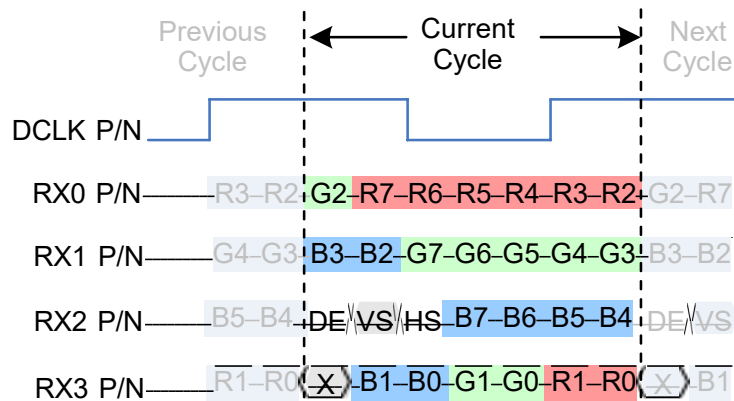 Previous Cycle Current Cycle Next Cycle
DCLK P/N
RX0 P/N R3 R2 G2 R7 R6 R5 R4 R3 R2 G2 R7
RX1 P/N G4 G3 B3 B2 G7 G6 G5 G4 G3 B3 B2
RX2 P/N B5 B4 DE VS HS B7 B6 B5 B4 DE VS
RX3 P/N R1 R0 X B1 B0 G1 G0 R1 R0 X B1